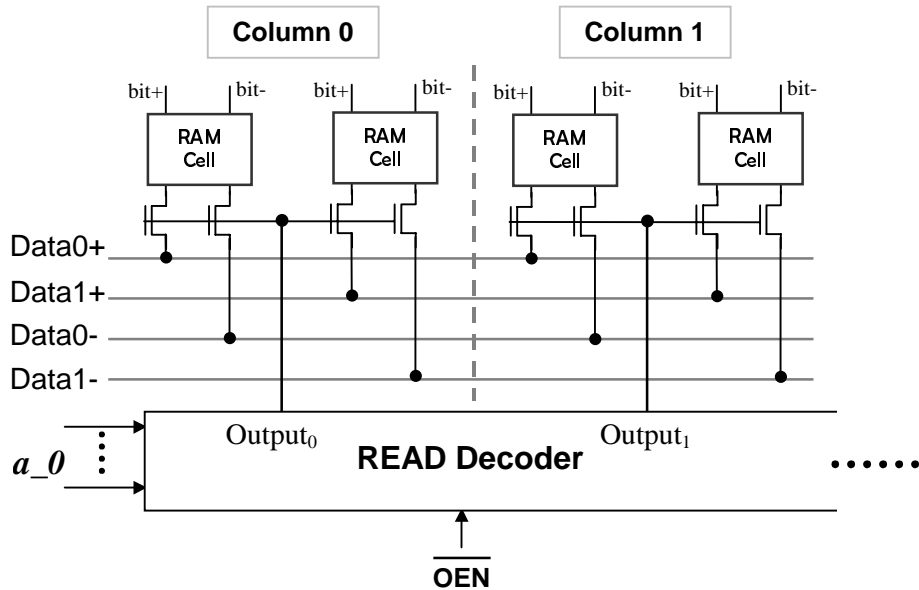 Column 0
Column 1
bit+ bit- bit+ bit- bit+ bit- bit+ bit-
RAM Cell
RAM Cell
RAM Cell
RAM Cell
Data0+
Data1+
Data0-
Data1-
Output₀
Output₁
a_0
READ Decoder
OEN